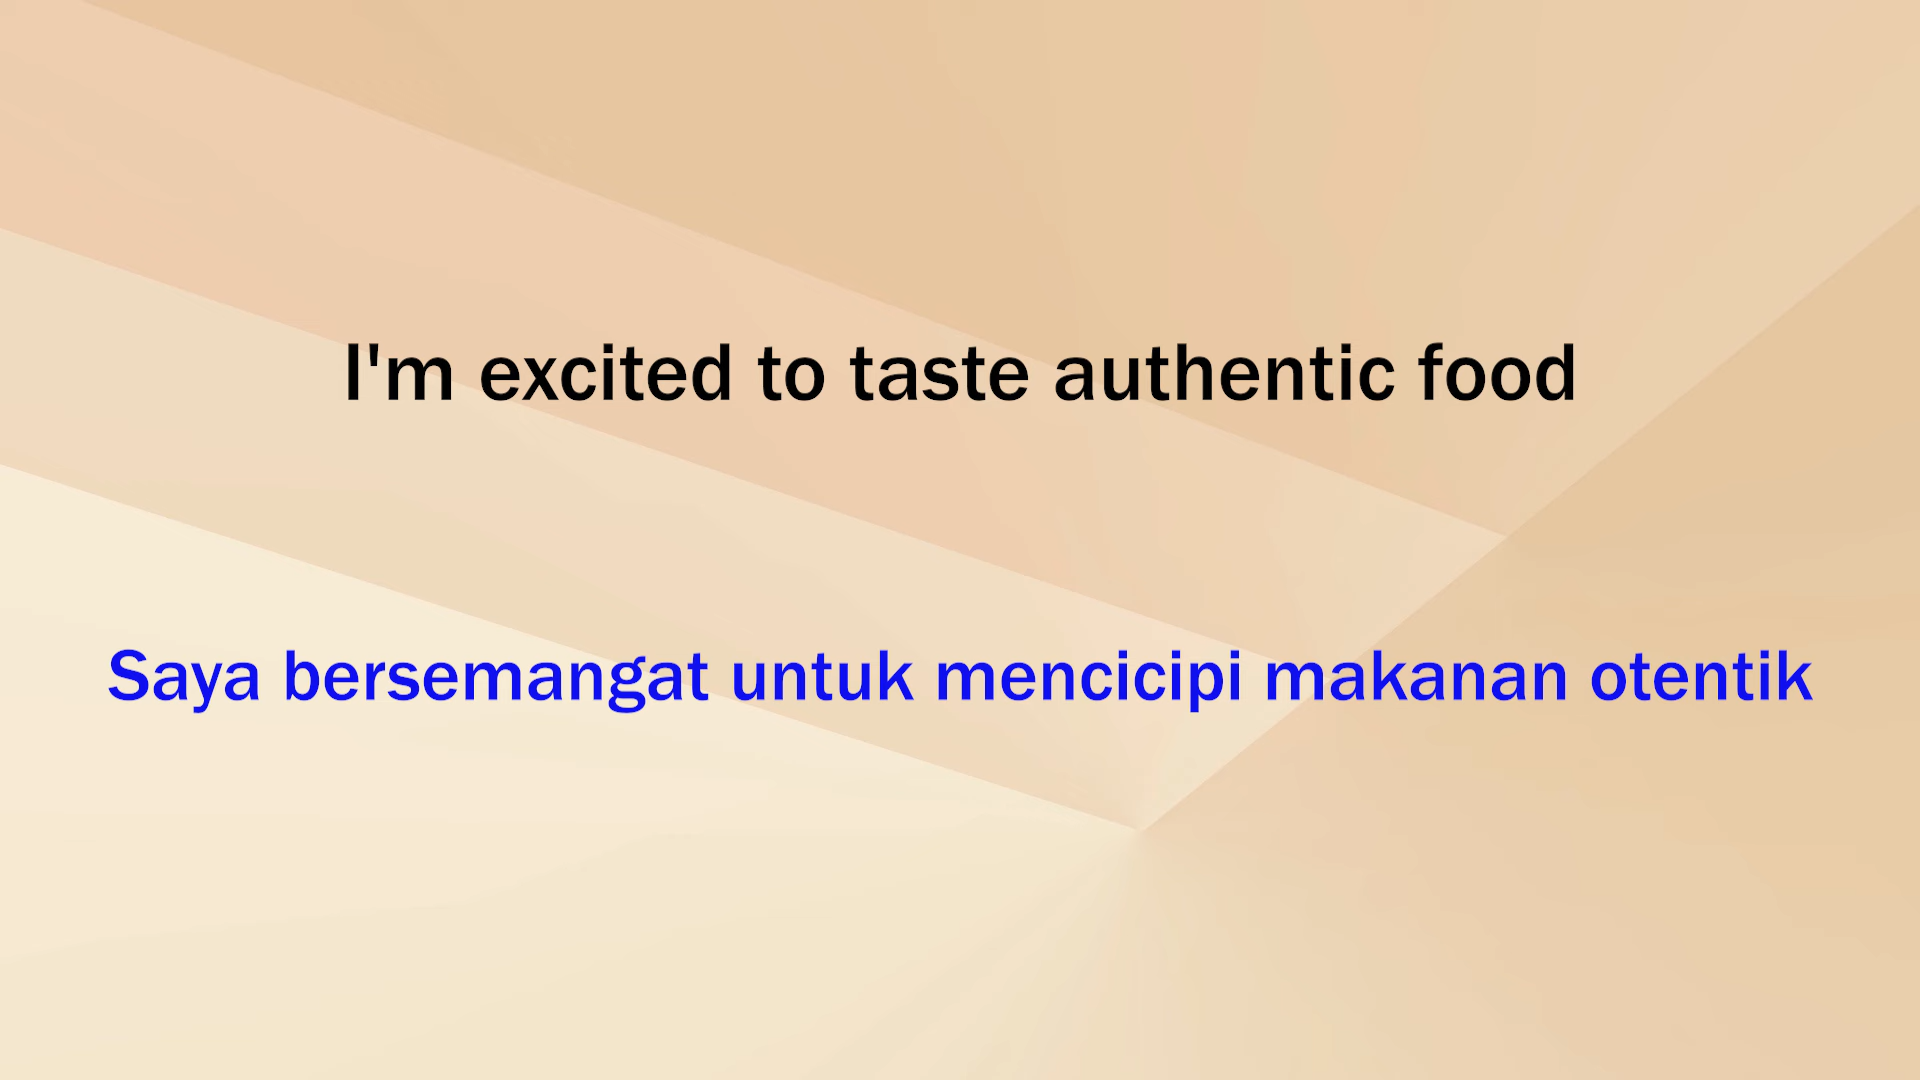 I'm excited to taste authentic food
Saya bersemangat untuk mencicipi makanan otentik